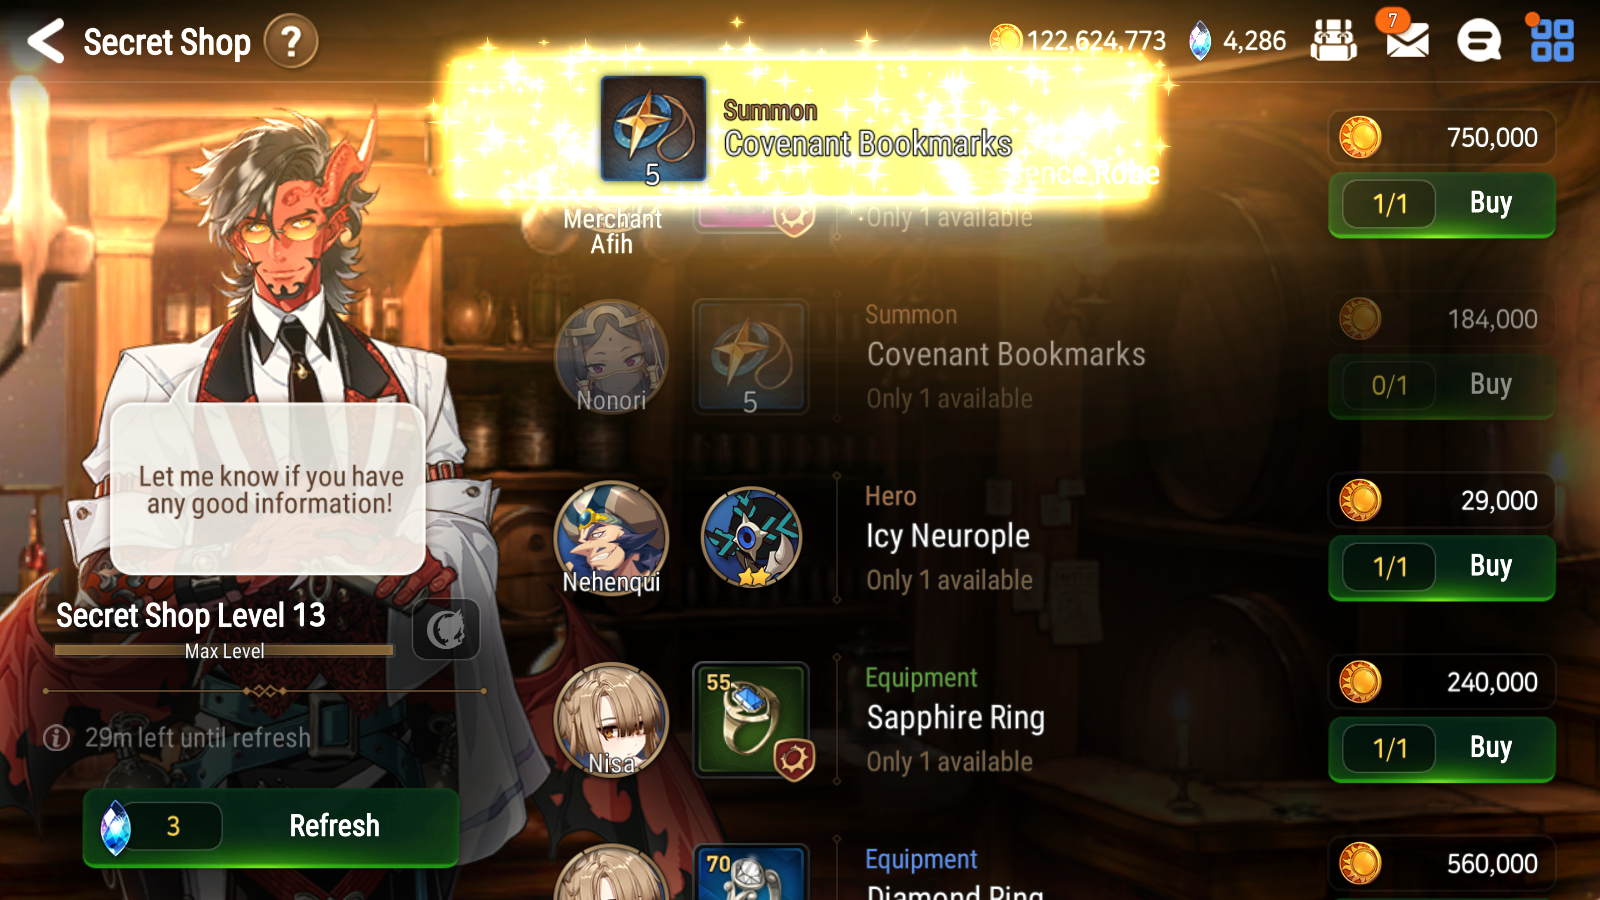 Secret Shop
?
122,624,773
4,286
7
Summon
Covenant Bookmarks
5
ence Robe
Merchant
Afih
Only 1 available
750,000
1/1
Buy
Nonori
5
Summon
Covenant Bookmarks
Only 1 available
184,000
0/1
Buy
Let me know if you have
any good information!
Nehenqui
Hero
Icy Neurople
Only 1 available
29,000
1/1
Buy
Secret Shop Level 13
Max Level
29m left until refresh
Nisa
55
Equipment
Sapphire Ring
Only 1 available
240,000
1/1
Buy
3
Refresh
70
Equipment
Diamond Ring
560,000